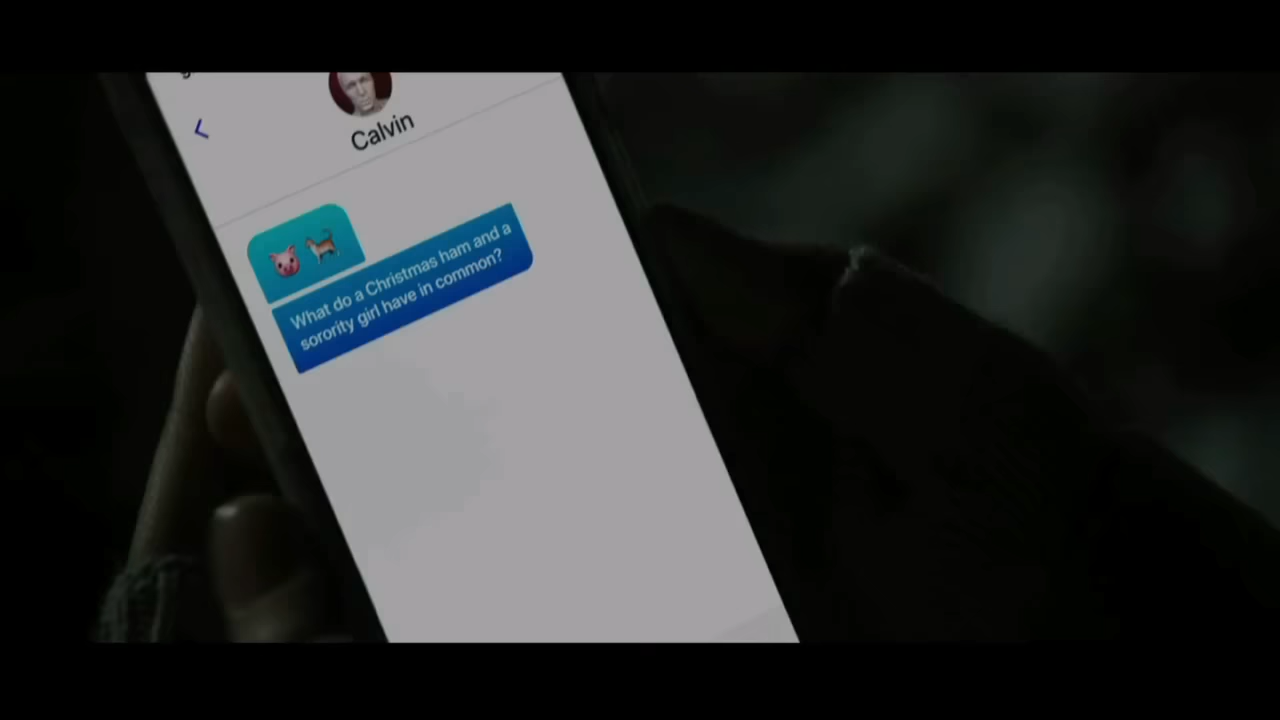 Calvin
🐷 🐈
What do a Christmas ham and a
sorority girl have in common?